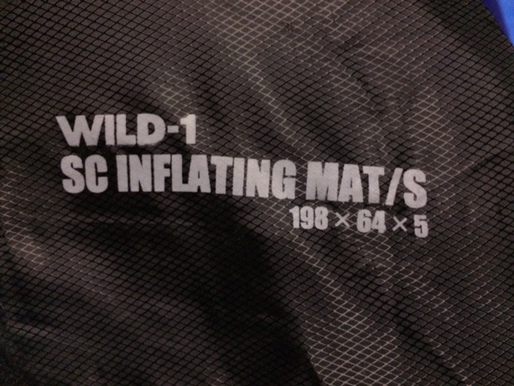 WILD-1
SC INFLATING MAT/S
198×64×5